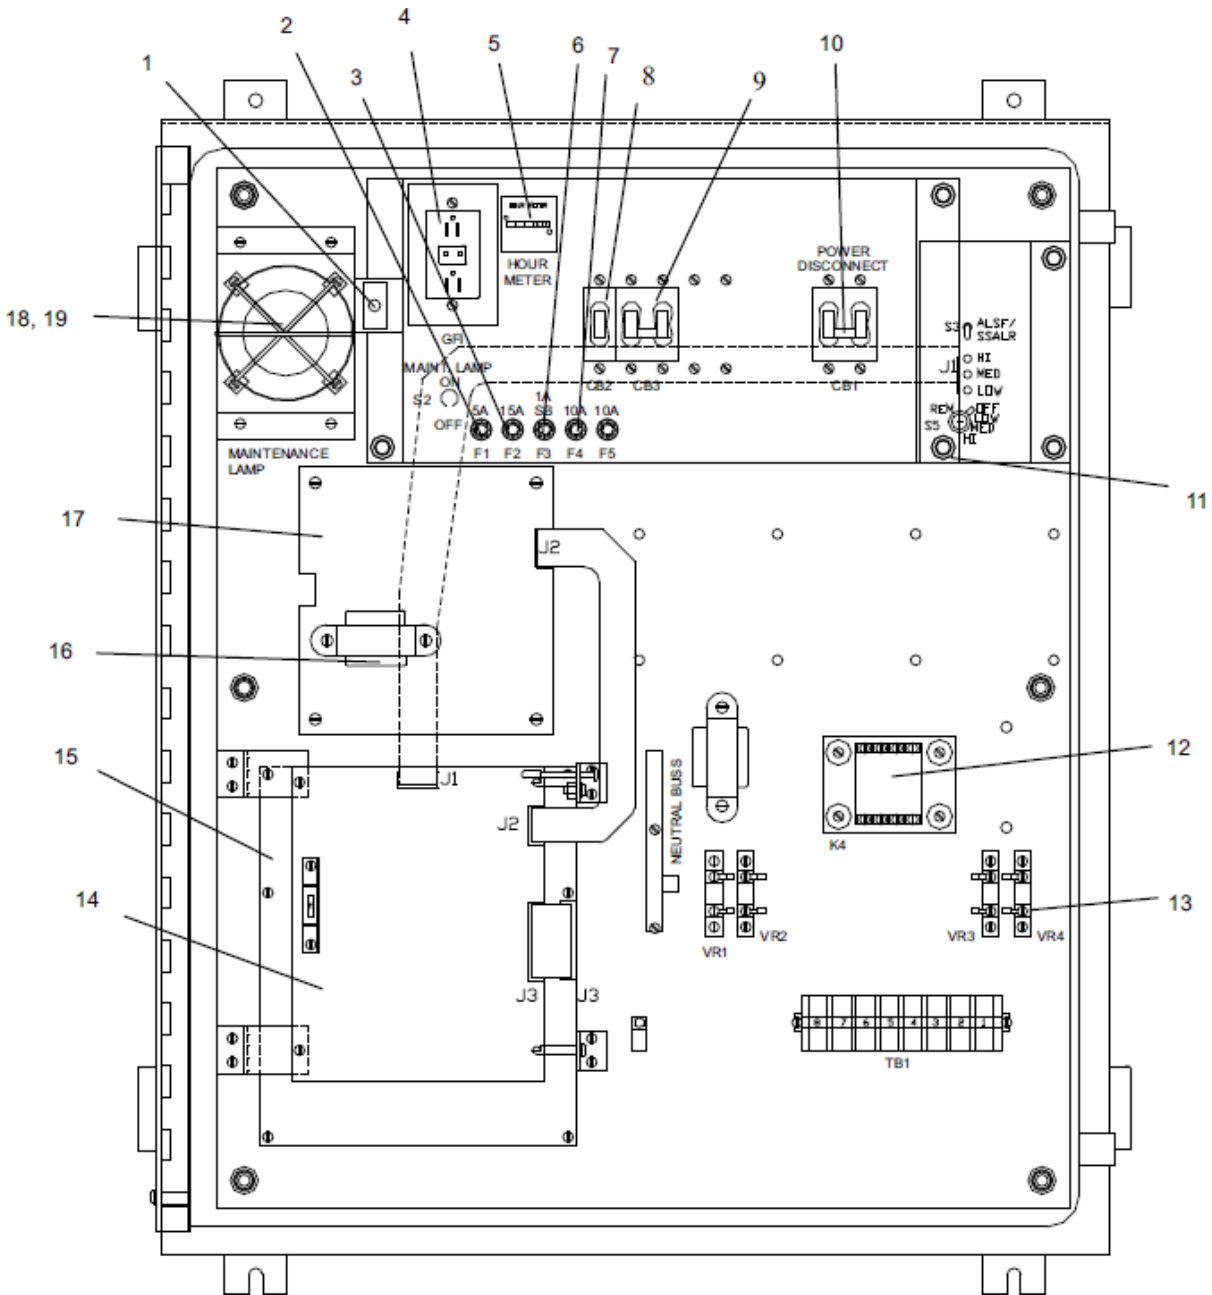 2
4
5
6
7
10
1
3
8
9
HOUR METER
HOUR
METER
POWER
DISCONNECT
18, 19
S3
ALSF/
SSALR
GFI
J1
HI
MED
LOW
MAINT LAMP
ON
S2
OFF
CB2
CB3
CB1
REM
OFF
LOW
MED
HI
S5
5A
15A
1A
SB
10A
10A
F1
F2
F3
F4
F5
MAINTENANCE
LAMP
11
17
J2
16
15
J1
12
J2
NEUTRAL BUSS
K4
14
13
VR1
VR2
VR3
VR4
J3
J3
8 7 6 5 4 3 2 1
TB1